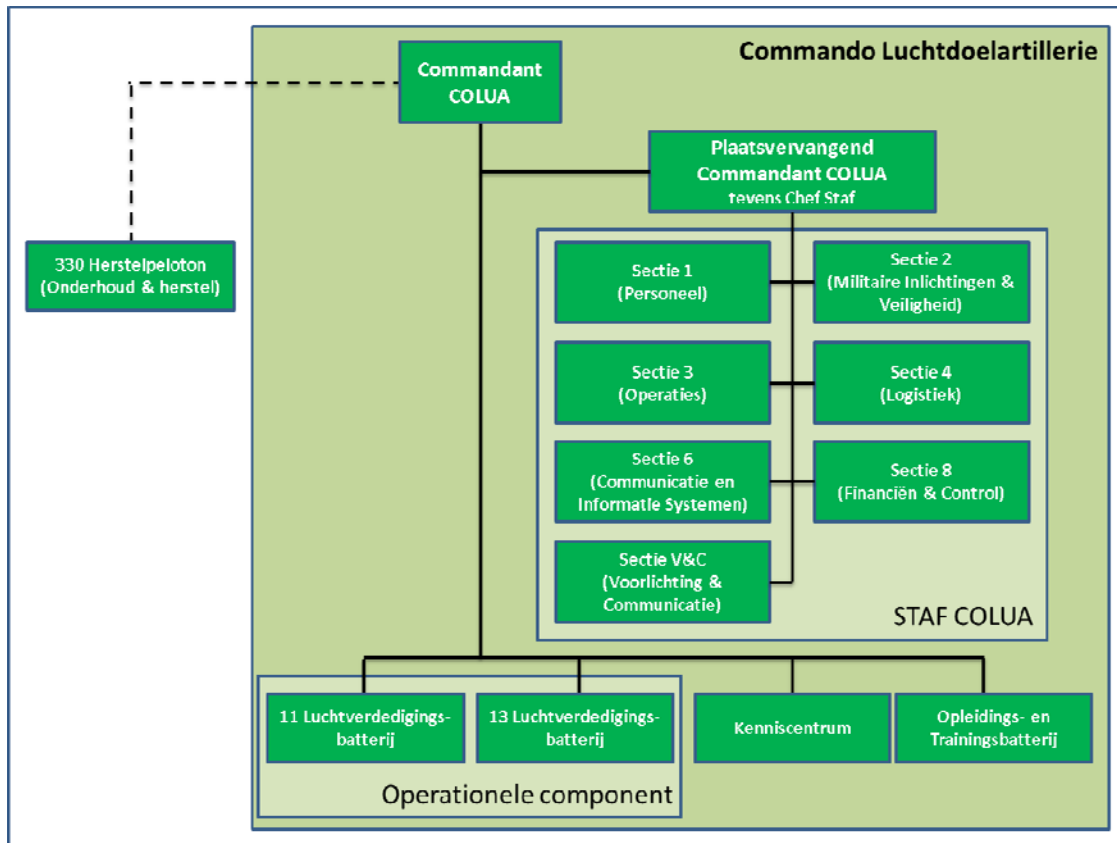 Commando Luchtdoelartillerie
Commandant
COLUA
Plaatsvervangend
Commandant COLUA
tevens Chef Staf
330 Herstelpeloton
(Onderhoud & herstel)
Sectie 1
(Personeel)
Sectie 2
(Militaire Inlichtingen &
Veiligheid)
Sectie 3
(Operaties)
Sectie 4
(Logistiek)
Sectie 6
(Communicatie en
Informatie Systemen)
Sectie 8
(Financiën & Control)
Sectie V&C
(Voorlichting &
Communicatie)
STAF COLUA
11 Luchtverdedigings-
batterij
13 Luchtverdedigings-
batterij
Kenniscentrum
Opleidings- en
Trainingsbatterij
Operationele component